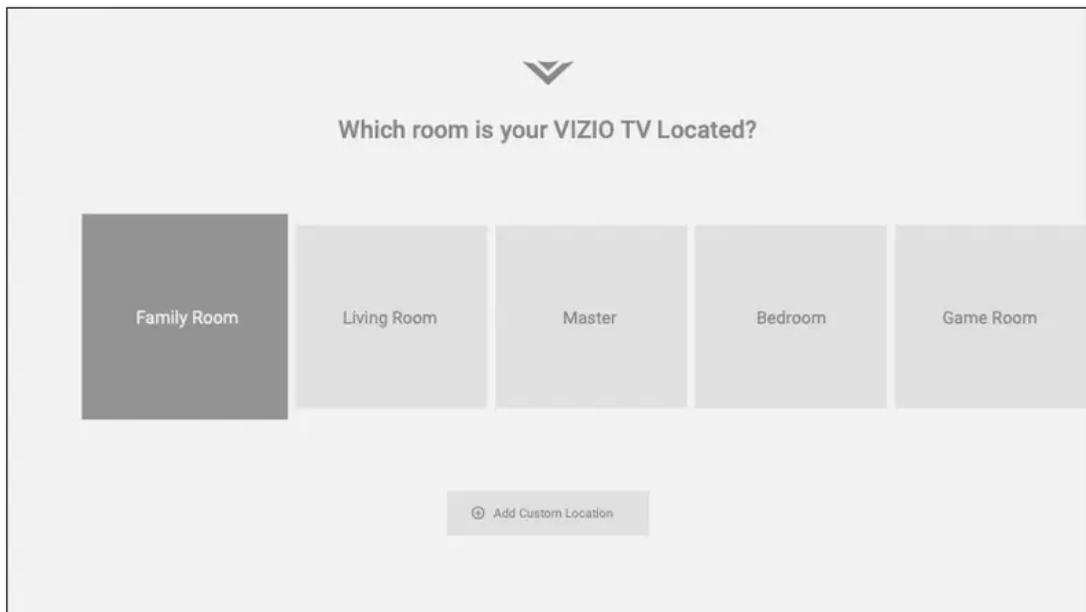 Which room is your VIZIO TV Located?
Family Room
Living Room
Master
Bedroom
Game Room
Add Custom Location